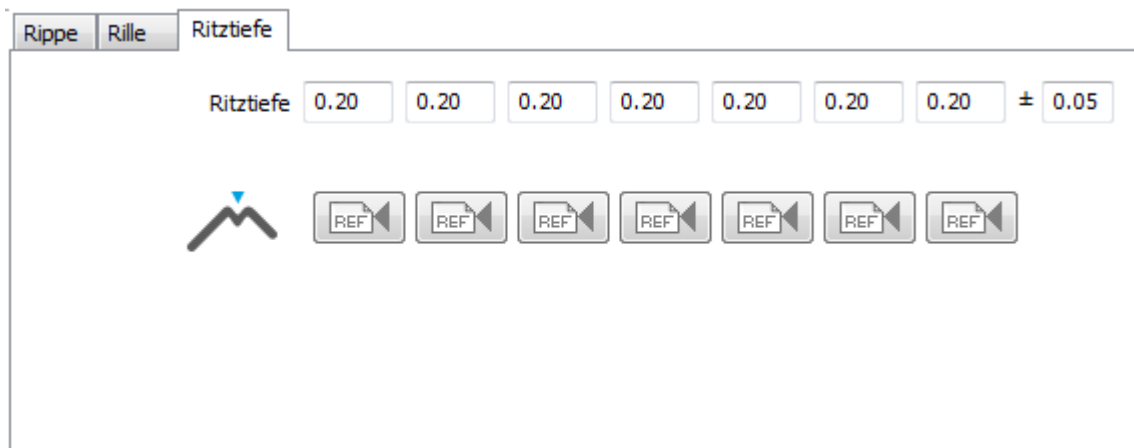 Rippe Rille Ritztiefe
Ritztiefe 0.20 0.20 0.20 0.20 0.20 0.20 0.20 ± 0.05
REF REF REF REF REF REF REF